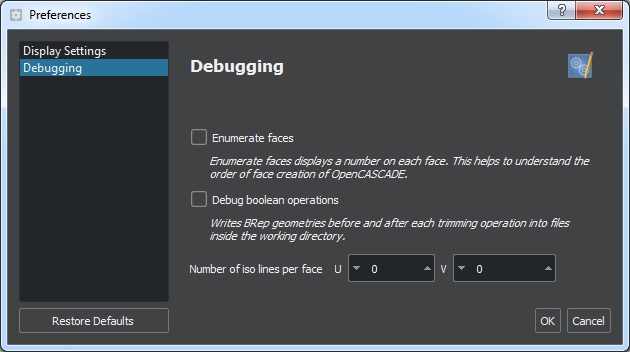 Preferences
?
Display Settings
Debugging
Debugging
Enumerate faces
Enumerate faces displays a number on each face. This helps to understand the
order of face creation of OpenCASCADE.
Debug boolean operations
Writes BRep geometries before and after each trimming operation into files
inside the working directory.
Number of iso lines per face U 0 V 0
Restore Defaults
OK Cancel